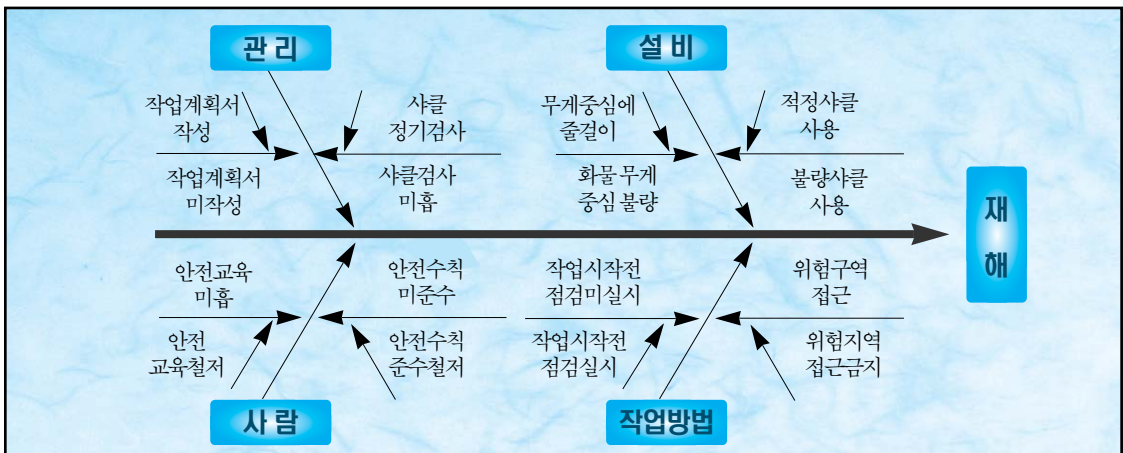 관 리
설 비
작업계획서
작성
샤클
정기검사
무게중심에
줄걸이
적정샤클
사용
작업계획서
미작성
샤클검사
미흡
화물 무게
중심 불량
불량샤클
사용
재
해
안전교육
미흡
안전수칙
미준수
작업시작전
점검미실시
위험구역
접근
안전
교육철저
안전수칙
준수철저
작업시작전
점검실시
위험지역
접근금지
사 람
작업방법